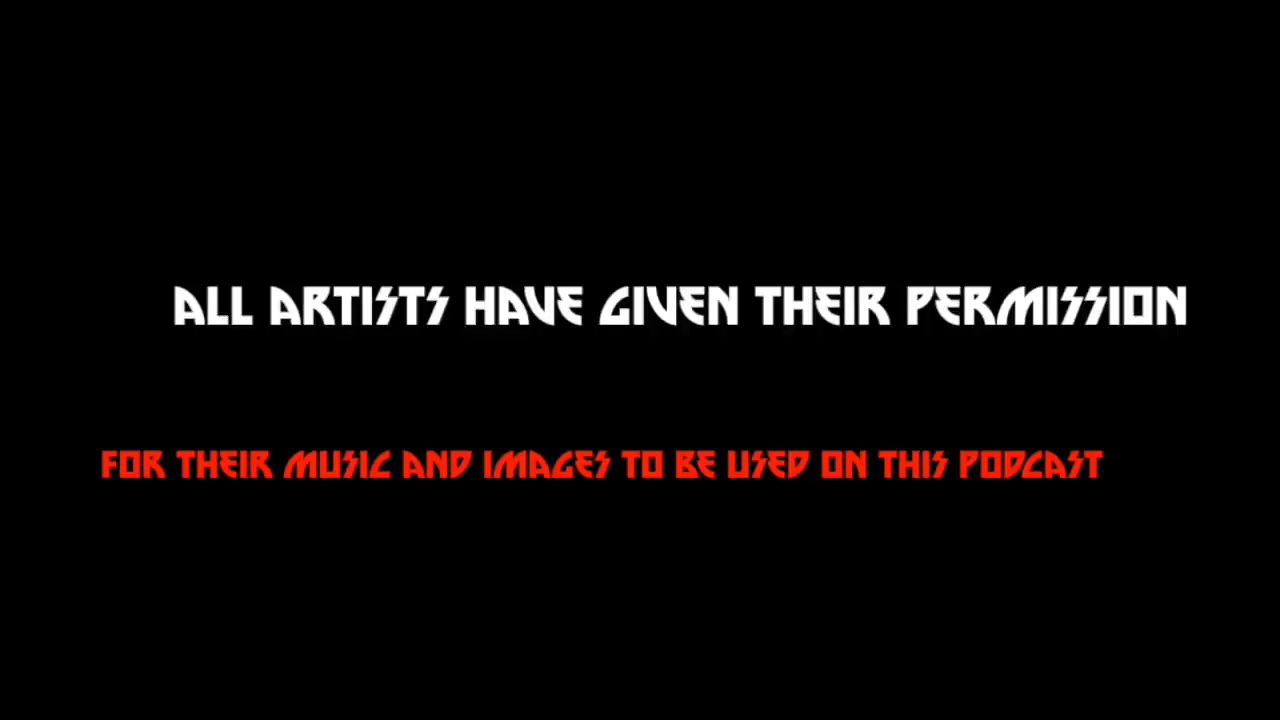 ALL ARTISTS HAVE GIVEN THEIR PERMISSION
FOR THEIR MUSIC AND IMAGES TO BE USED ON THIS PODCAST